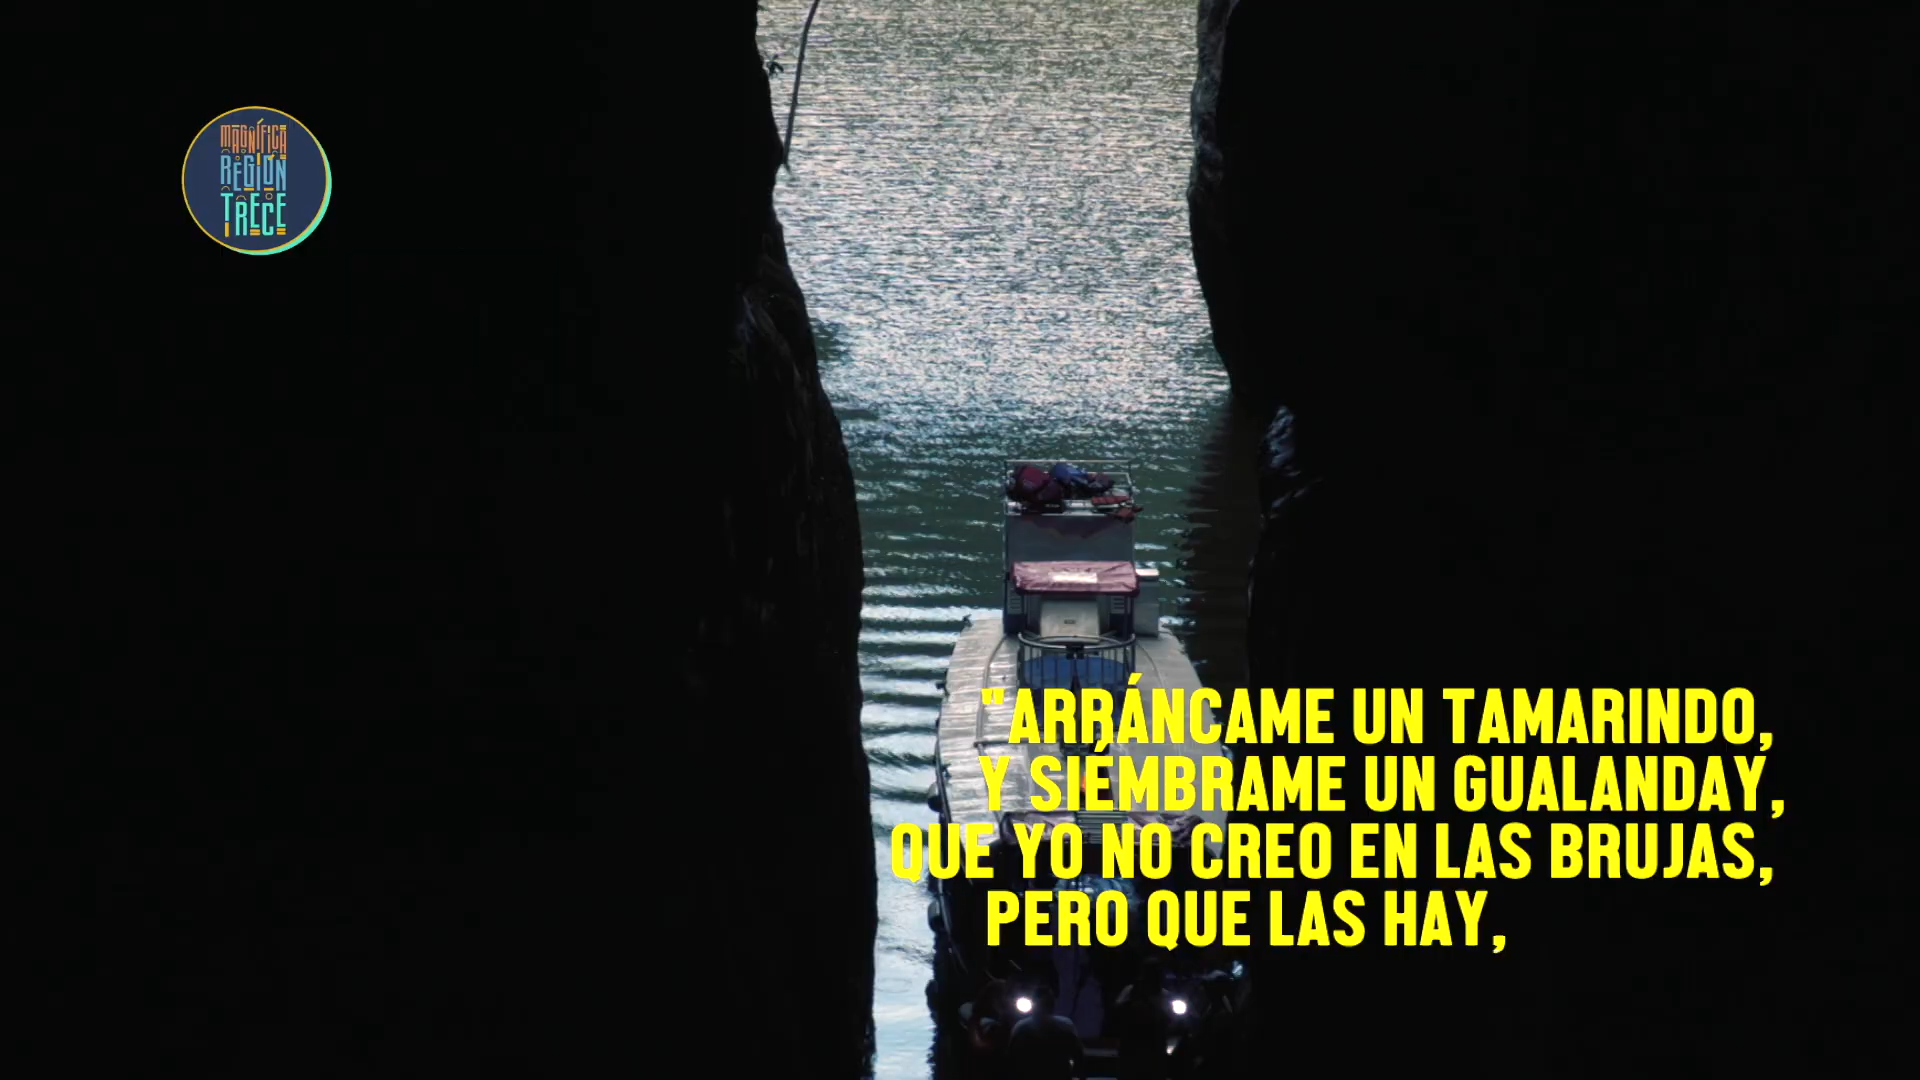 MAGNÍFICA
REGIÓN
TRECE
"ARRÁNCAME UN TAMARINDO,
Y SIÉMBRAME UN GUALANDAY,
QUE YO NO CREO EN LAS BRUJAS,
PERO QUE LAS HAY,